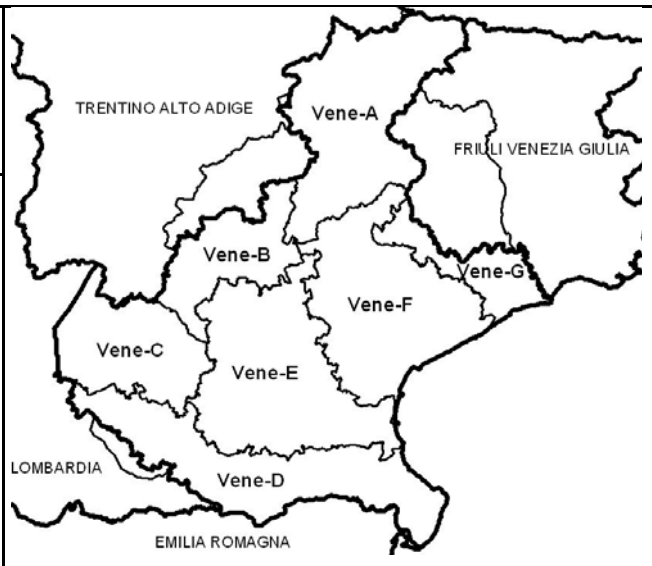 TRENTINO ALTO ADIGE
Vene-A
FRIULI VENEZIA GIULIA
Vene-B
Vene-G
Vene-F
Vene-C
Vene-E
LOMBARDIA
Vene-D
EMILIA ROMAGNA